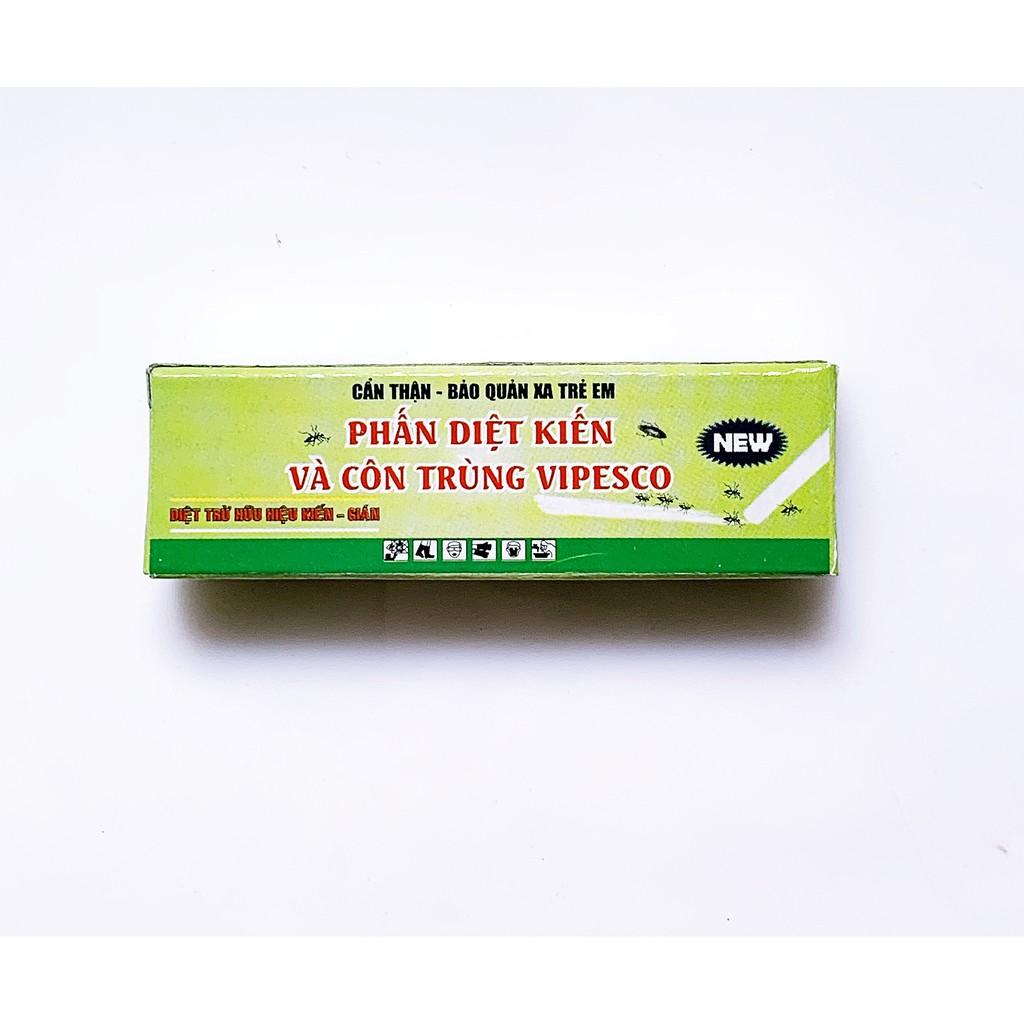 CẨN THẬN - BẢO QUẢN XA TRẺ EM
PHẤN DIỆT KIẾN
VÀ CÔN TRÙNG VIPESCO
NEW
DIỆT TRỪ HỮU HIỆU KIẾN - GIÁN